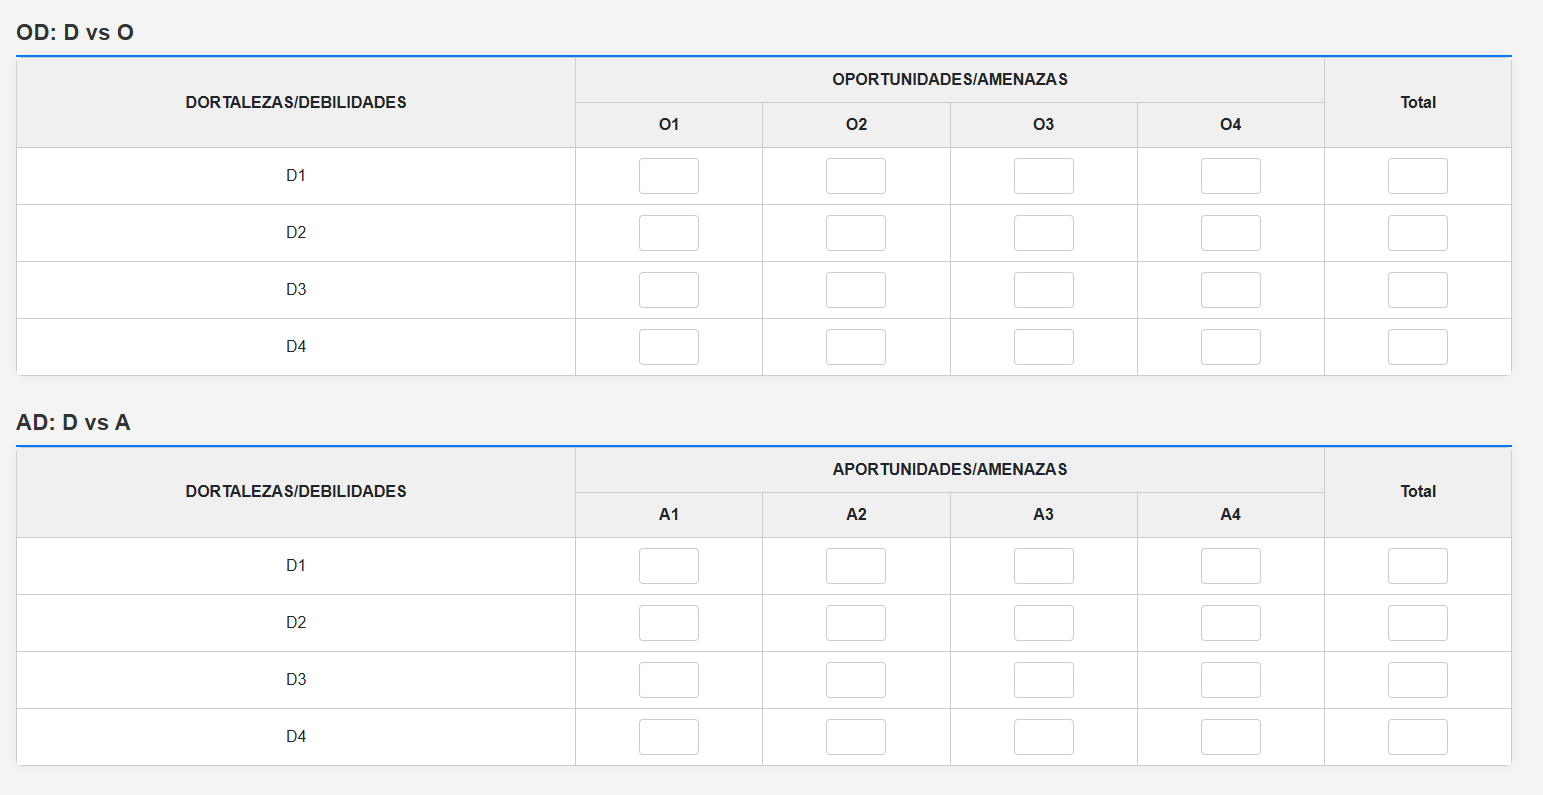 OD: D vs O
DORTALEZAS/DEBILIDADES
OPORTUNIDADES/AMENAZAS
Total
O1 O2 O3 O4
D1
D2
D3
D4
AD: D vs A
DORTALEZAS/DEBILIDADES
APORTUNIDADES/AMENAZAS
Total
A1 A2 A3 A4
D1
D2
D3
D4